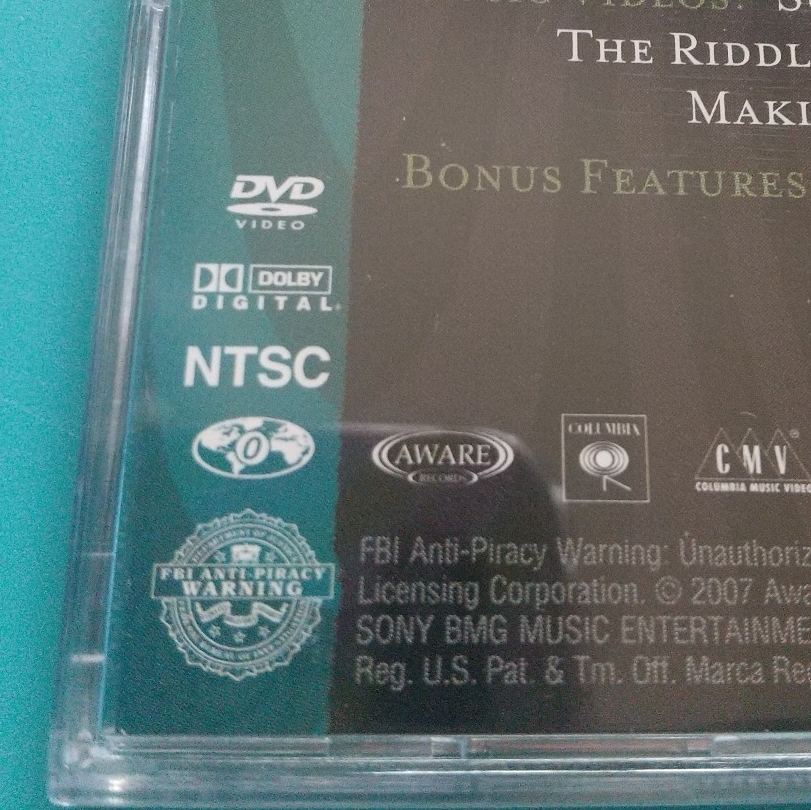 VIDEOS:
THE RIDDL
MAKI
BONUS FEATURES
DVD
VIDEO
DOLBY
DIGITAL
NTSC
0
AWARE
RECORDS
COLUMBIA
CMV
COLUMBIA MUSIC VIDEO
FBI ANTI-PIRACY
WARNING
FBI Anti-Piracy Warning: Unauthoriz
Licensing Corporation. © 2007 Awa
SONY BMG MUSIC ENTERTAINME
Reg. U.S. Pat. & Tm. Off. Marca Re